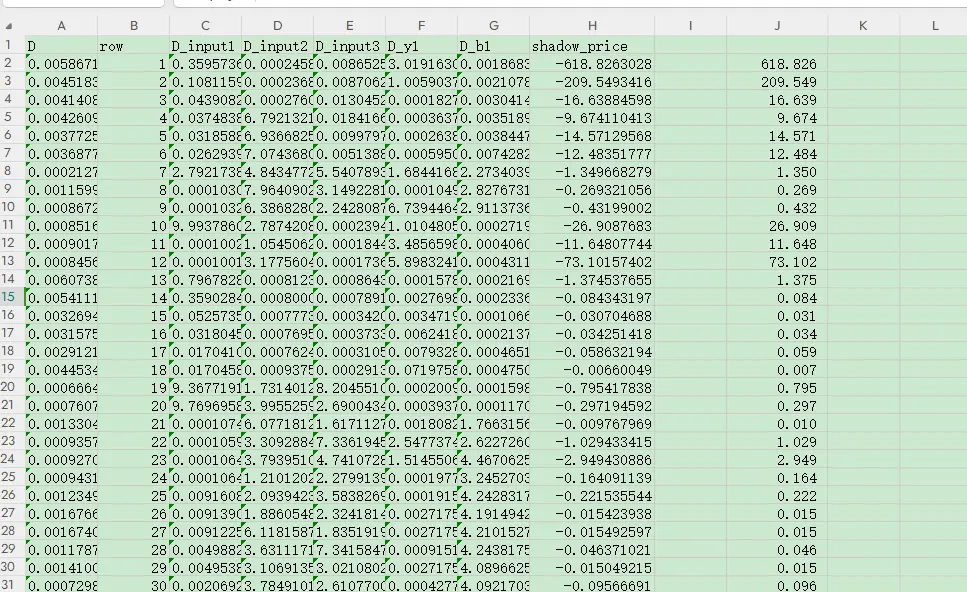 A B C D E F G H I J K L
1 D row D_input1 D_input2 D_input3 D_y1 D_b1 shadow_price
2 0.0058671 1 0.359573 0.000245 0.008652 3.019163 0.0018683 -618.8263028 618.826
3 0.0045183 2 0.108115 0.000236 0.008706 1.005903 0.0021078 -209.5493416 209.549
4 0.0041408 3 0.043908 0.000276 0.013045 0.000182 0.0030414 -16.63884598 16.639
5 0.0042609 4 0.037483 6.792132 0.018416 0.000363 0.0035189 -9.674110413 9.674
6 0.0037725 5 0.031858 6.936682 0.009979 0.000263 0.0038447 -14.57129568 14.571
7 0.0036877 6 0.026293 7.074368 0.005138 0.000595 0.0074282 -12.48351777 12.484
8 0.0002127 7 2.792173 4.843477 5.540789 1.684416 2.2734039 -1.349668279 1.350
9 0.0011599 8 0.000103 7.964090 3.149228 0.000104 2.8276731 -0.269321056 0.269
10 0.0008672 9 0.000103 6.386828 2.242808 6.739446 2.9113736 -0.43199002 0.432
11 0.0008516 10 9.993786 2.787420 0.000239 1.010480 0.0002719 -26.9087683 26.909
12 0.0009017 11 0.000100 1.054506 0.000184 3.485659 0.0004060 -11.64807744 11.648
13 0.0008456 12 0.000100 3.177560 0.000173 5.898324 0.0004311 -73.10157402 73.102
14 0.0060738 13 0.796782 0.000812 0.000864 0.000157 0.0002169 -1.374537655 1.375
15 0.0054111 14 0.359028 0.000800 0.000789 0.002769 0.0002336 -0.084343197 0.084
16 0.0032694 15 0.052573 0.000777 0.000342 0.003471 0.0001066 -0.030704688 0.031
17 0.0031575 16 0.031804 0.000769 0.000373 0.006241 0.0002137 -0.034251418 0.034
18 0.0029121 17 0.017041 0.000762 0.000310 0.007932 0.0004651 -0.058632194 0.059
19 0.0044534 18 0.017045 0.000937 0.000291 0.071975 0.0004750 -0.00660049 0.007
20 0.0006664 19 9.367719 1.734012 8.204551 0.000200 0.0001598 -0.795417838 0.795
21 0.0007607 20 9.769695 3.995525 2.690043 0.000393 0.0001170 -0.297194592 0.297
22 0.0013304 21 0.000107 6.077181 1.617112 0.001808 1.7663156 -0.009767969 0.010
23 0.0009357 22 0.000105 3.309288 7.336194 2.547737 2.6227260 -1.029433415 1.029
24 0.0009270 23 0.000106 3.793951 4.741072 1.514550 4.4670625 -2.949430886 2.949
25 0.0009431 24 0.000106 1.210120 2.279913 0.000197 3.2452703 -0.164091139 0.164
26 0.0012349 25 0.009160 2.093942 3.583826 0.000191 4.2428317 -0.221535544 0.222
27 0.0016766 26 0.009139 1.886054 2.324181 0.002717 4.1914942 -0.015423938 0.015
28 0.0016740 27 0.009122 6.118158 1.835191 0.002717 4.2101527 -0.015492597 0.015
29 0.0011787 28 0.004988 3.631117 7.341584 0.000915 4.2438175 -0.046371021 0.046
30 0.0014100 29 0.004953 3.106913 3.021080 0.002717 4.0896625 -0.015049215 0.015
31 0.0007298 30 0.002069 3.784910 2.610770 0.000427 4.0921703 -0.09566691 0.096